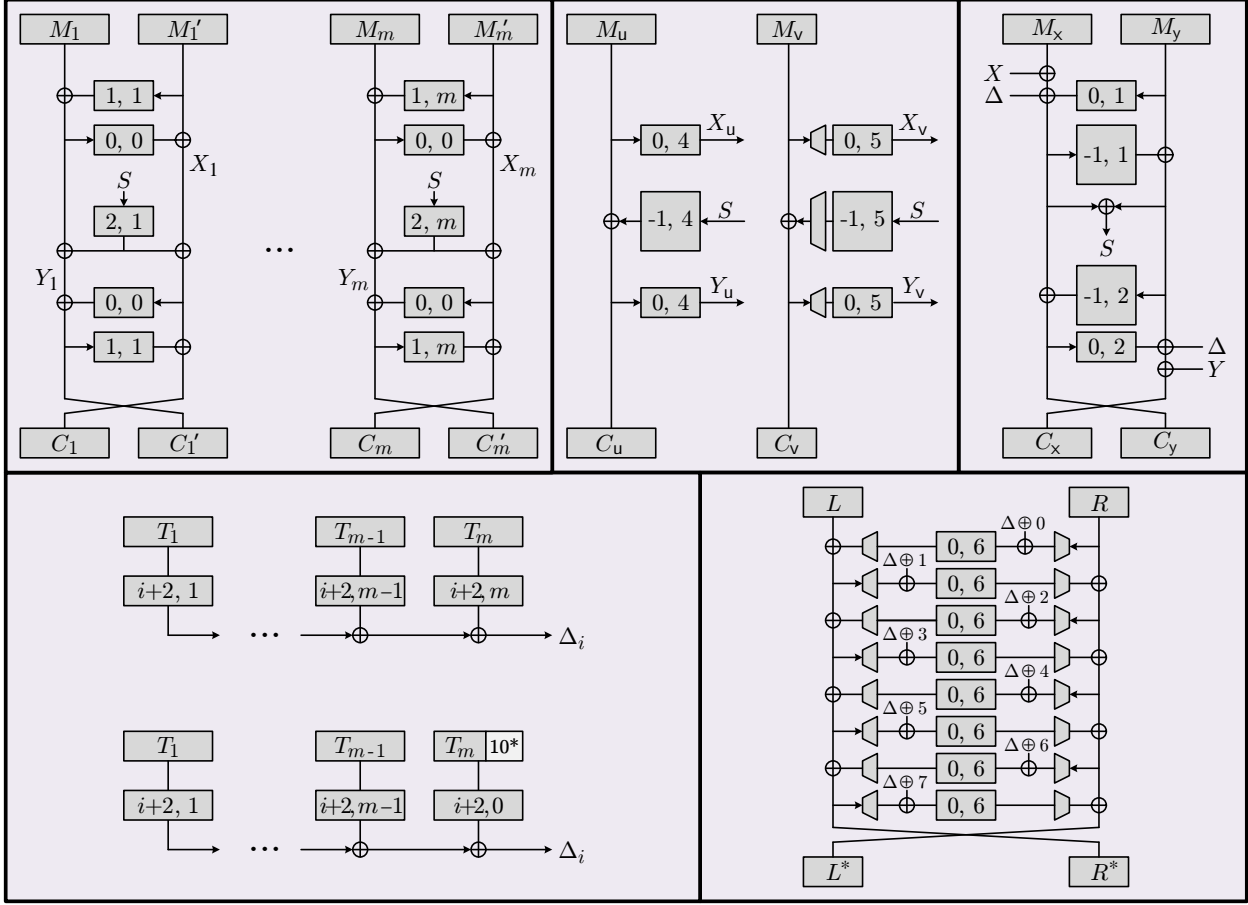 M₁ M₁′ Mₘ Mₘ′
1, 1 1, m
0, 0 0, 0
X₁ Xₘ
S S
2, 1 2, m
...
Y₁ Yₘ
0, 0 0, 0
1, 1 1, m
C₁ C₁′ Cₘ Cₘ′
Mᵤ Mᵥ
0, 4 Xᵤ 0, 5 Xᵥ
-1, 4 S -1, 5 S
0, 4 Yᵤ 0, 5 Yᵥ
Cᵤ Cᵥ
Mₓ M_y
X
Δ 0, 1
-1, 1
S
-1, 2
0, 2 Δ
Y
Cₓ C_y
T₁ Tₘ₋₁ Tₘ
i+2, 1 i+2, m−1 i+2, m
... Δᵢ
T₁ Tₘ₋₁ Tₘ 10*
i+2, 1 i+2, m−1 i+2, 0
... Δᵢ
L R
0, 6 Δ⊕0
Δ⊕1 0, 6
0, 6 Δ⊕2
Δ⊕3 0, 6
0, 6 Δ⊕4
Δ⊕5 0, 6
0, 6 Δ⊕6
Δ⊕7 0, 6
L* R*